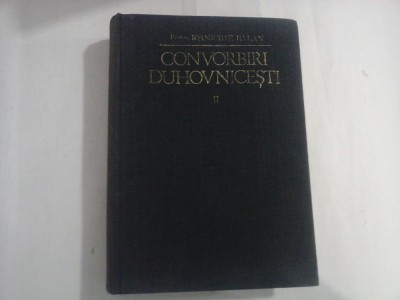 IOANICHIE BĂLAN
CONVORBIRI
DUHOVNICEȘTI
II